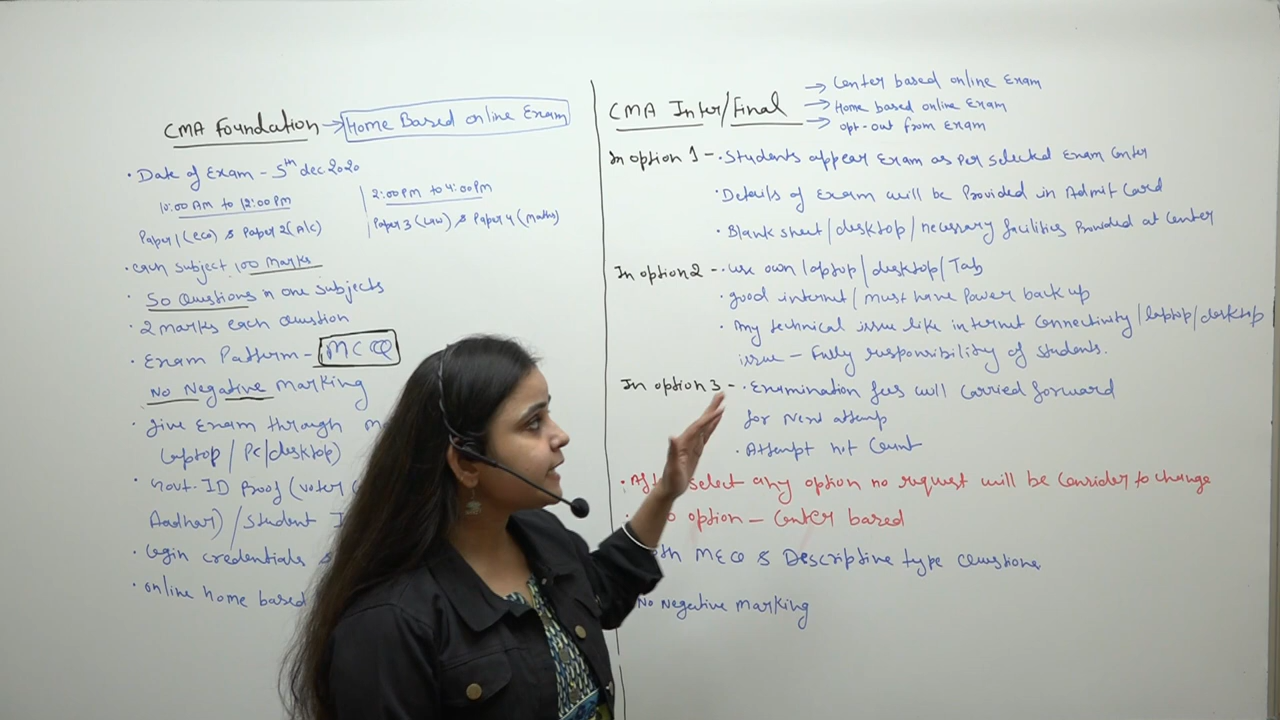 CMA Foundation → Home Based online Exam
• Date of Exam - 5th dec 2020
10:00 AM to 12:00 PM
2:00 PM to 4:00 PM
Paper 1 (eco) & Paper 2 (A/c)
Paper 3 (Law) & Paper 4 (Maths)
• each subject 100 marks
• 50 Questions in one subjects
• 2 marks each Question
• Exam Pattern - MCQ
No Negative Marking
• give Exam through
laptop / PC / desktop)
• Govt. ID Proof (voter
Aadhar) / Student
• login credentials &
• online home based
CMA Inter/Final
→ Center based online Exam
→ Home based online Exam
→ opt-out from Exam
In option 1 - • Students appear Exam as per selected Exam Center
• Details of Exam will be Provided in Admit Card
• Blank sheet / desktop / necessary facilities Provided at Center
In option 2 - • use own laptop / desktop / Tab
• good internet / must have Power back up
• Any technical issue like internet Connectivity / laptop / desktop
issue - Fully responsibility of students.
In option 3 - • Examination fees will Carried forward
for Next attemp
• Attempt not Count
• select any option no request will be Consider to change
option - Center based
MCQ & Descriptive type Questions
No Negative Marking